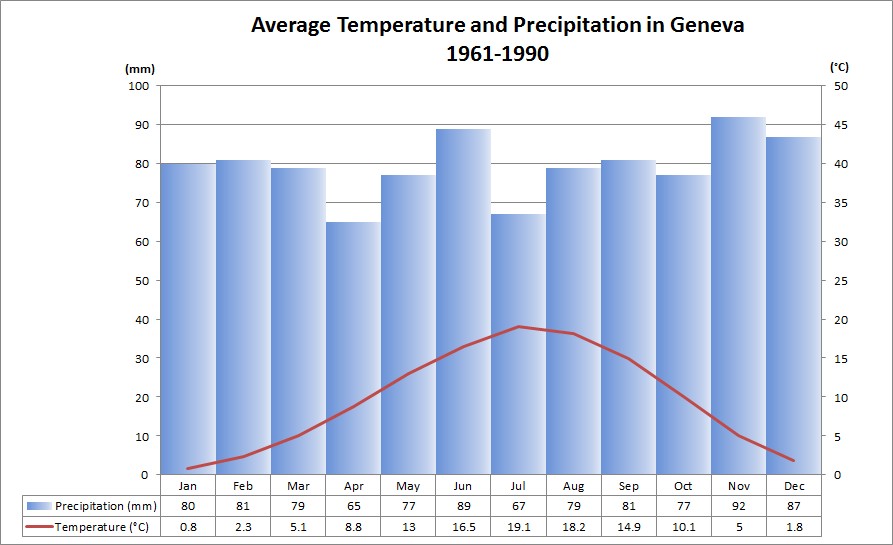 Average Temperature and Precipitation in Geneva
1961-1990
(mm)
(°C)
100 50
90 45
80 40
70 35
60 30
50 25
40 20
30 15
20 10
10 5
0 0
Jan Feb Mar Apr May Jun Jul Aug Sep Oct Nov Dec
Precipitation (mm) 80 81 79 65 77 89 67 79 81 77 92 87
Temperature (°C) 0.8 2.3 5.1 8.8 13 16.5 19.1 18.2 14.9 10.1 5 1.8